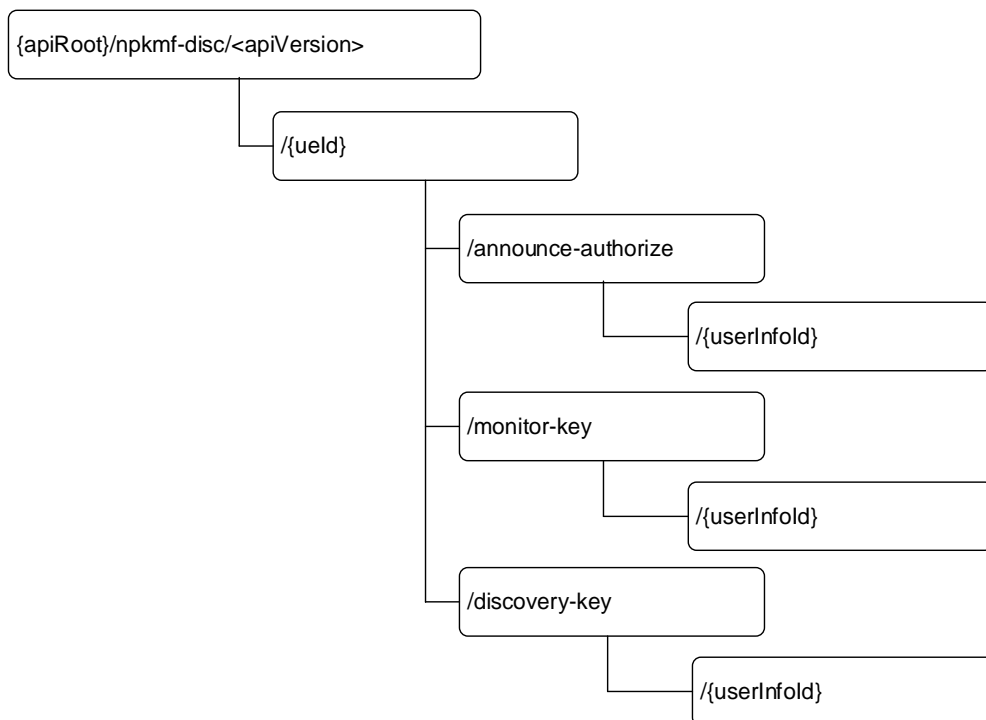 {apiRoot}/npkmf-disc/<apiVersion>
/{ueId}
/announce-authorize
/{userInfoId}
/monitor-key
/{userInfoId}
/discovery-key
/{userInfoId}